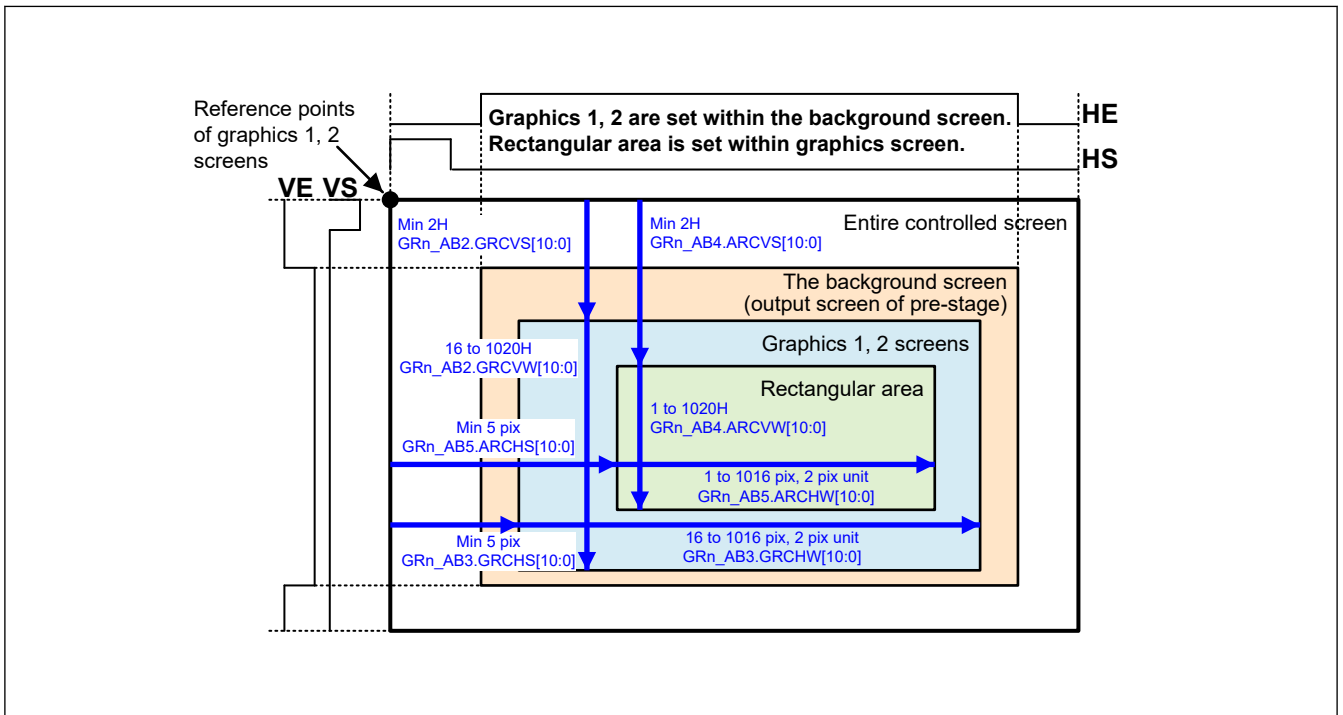 Reference points
of graphics 1, 2
screens
Graphics 1, 2 are set within the background screen.
Rectangular area is set within graphics screen.
HE
HS
VE VS
Min 2H
GRn_AB2.GRCVS[10:0]
Min 2H
GRn_AB4.ARCVS[10:0]
Entire controlled screen
The background screen
(output screen of pre-stage)
16 to 1020H
GRn_AB2.GRCVW[10:0]
Graphics 1, 2 screens
Rectangular area
1 to 1020H
GRn_AB4.ARCVW[10:0]
Min 5 pix
GRn_AB5.ARCHS[10:0]
1 to 1016 pix, 2 pix unit
GRn_AB5.ARCHW[10:0]
Min 5 pix
GRn_AB3.GRCHS[10:0]
16 to 1016 pix, 2 pix unit
GRn_AB3.GRCHW[10:0]